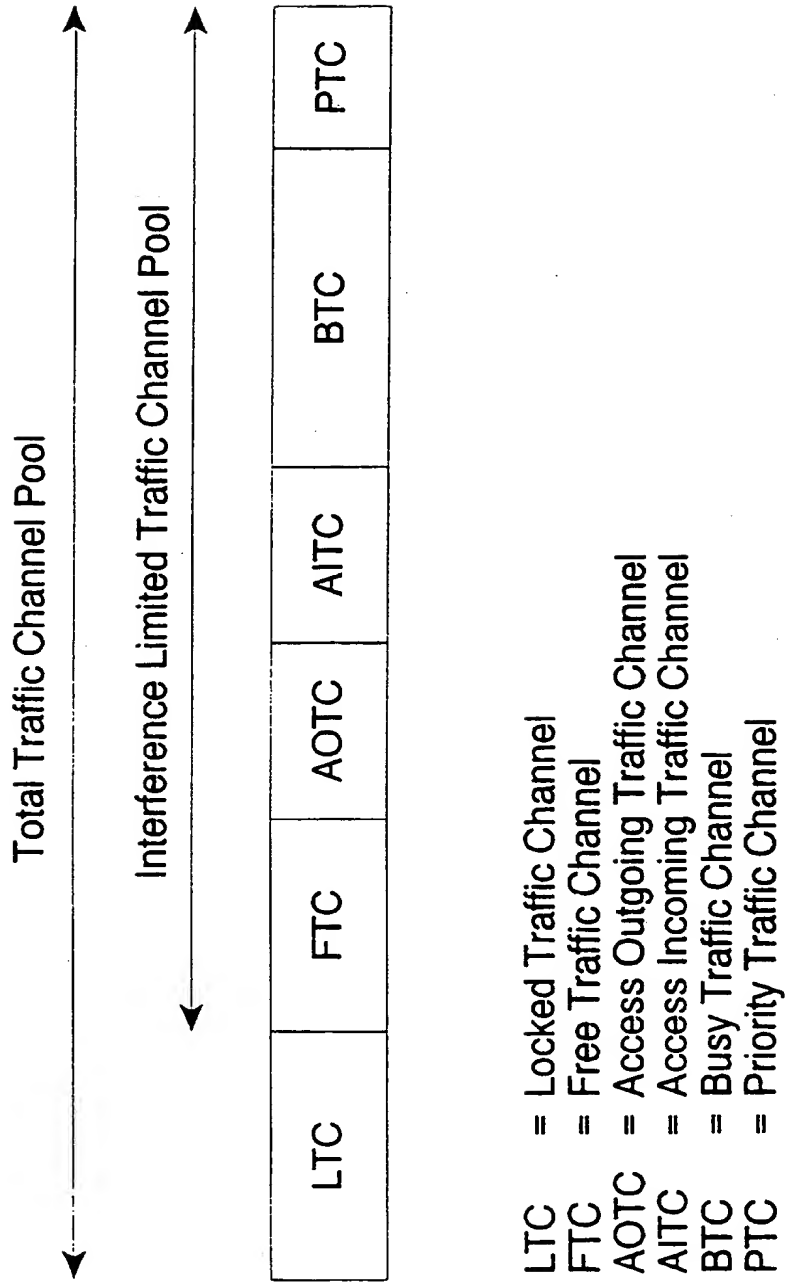 Total Traffic Channel Pool
Interference Limited Traffic Channel Pool
LTC FTC AOTC AITC BTC PTC
LTC = Locked Traffic Channel
FTC = Free Traffic Channel
AOTC = Access Outgoing Traffic Channel
AITC = Access Incoming Traffic Channel
BTC = Busy Traffic Channel
PTC = Priority Traffic Channel